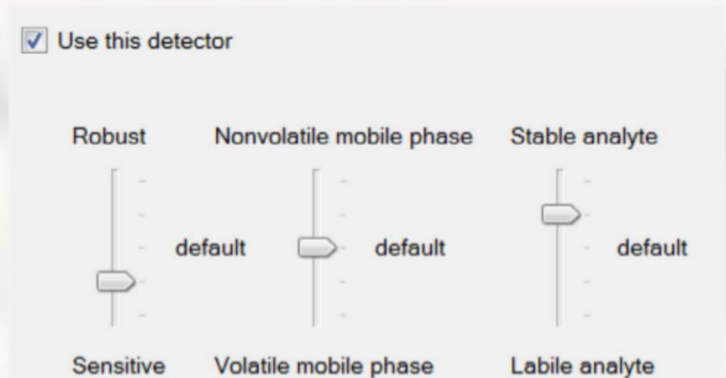 Use this detector
Robust Nonvolatile mobile phase Stable analyte
default default default
Sensitive Volatile mobile phase Labile analyte